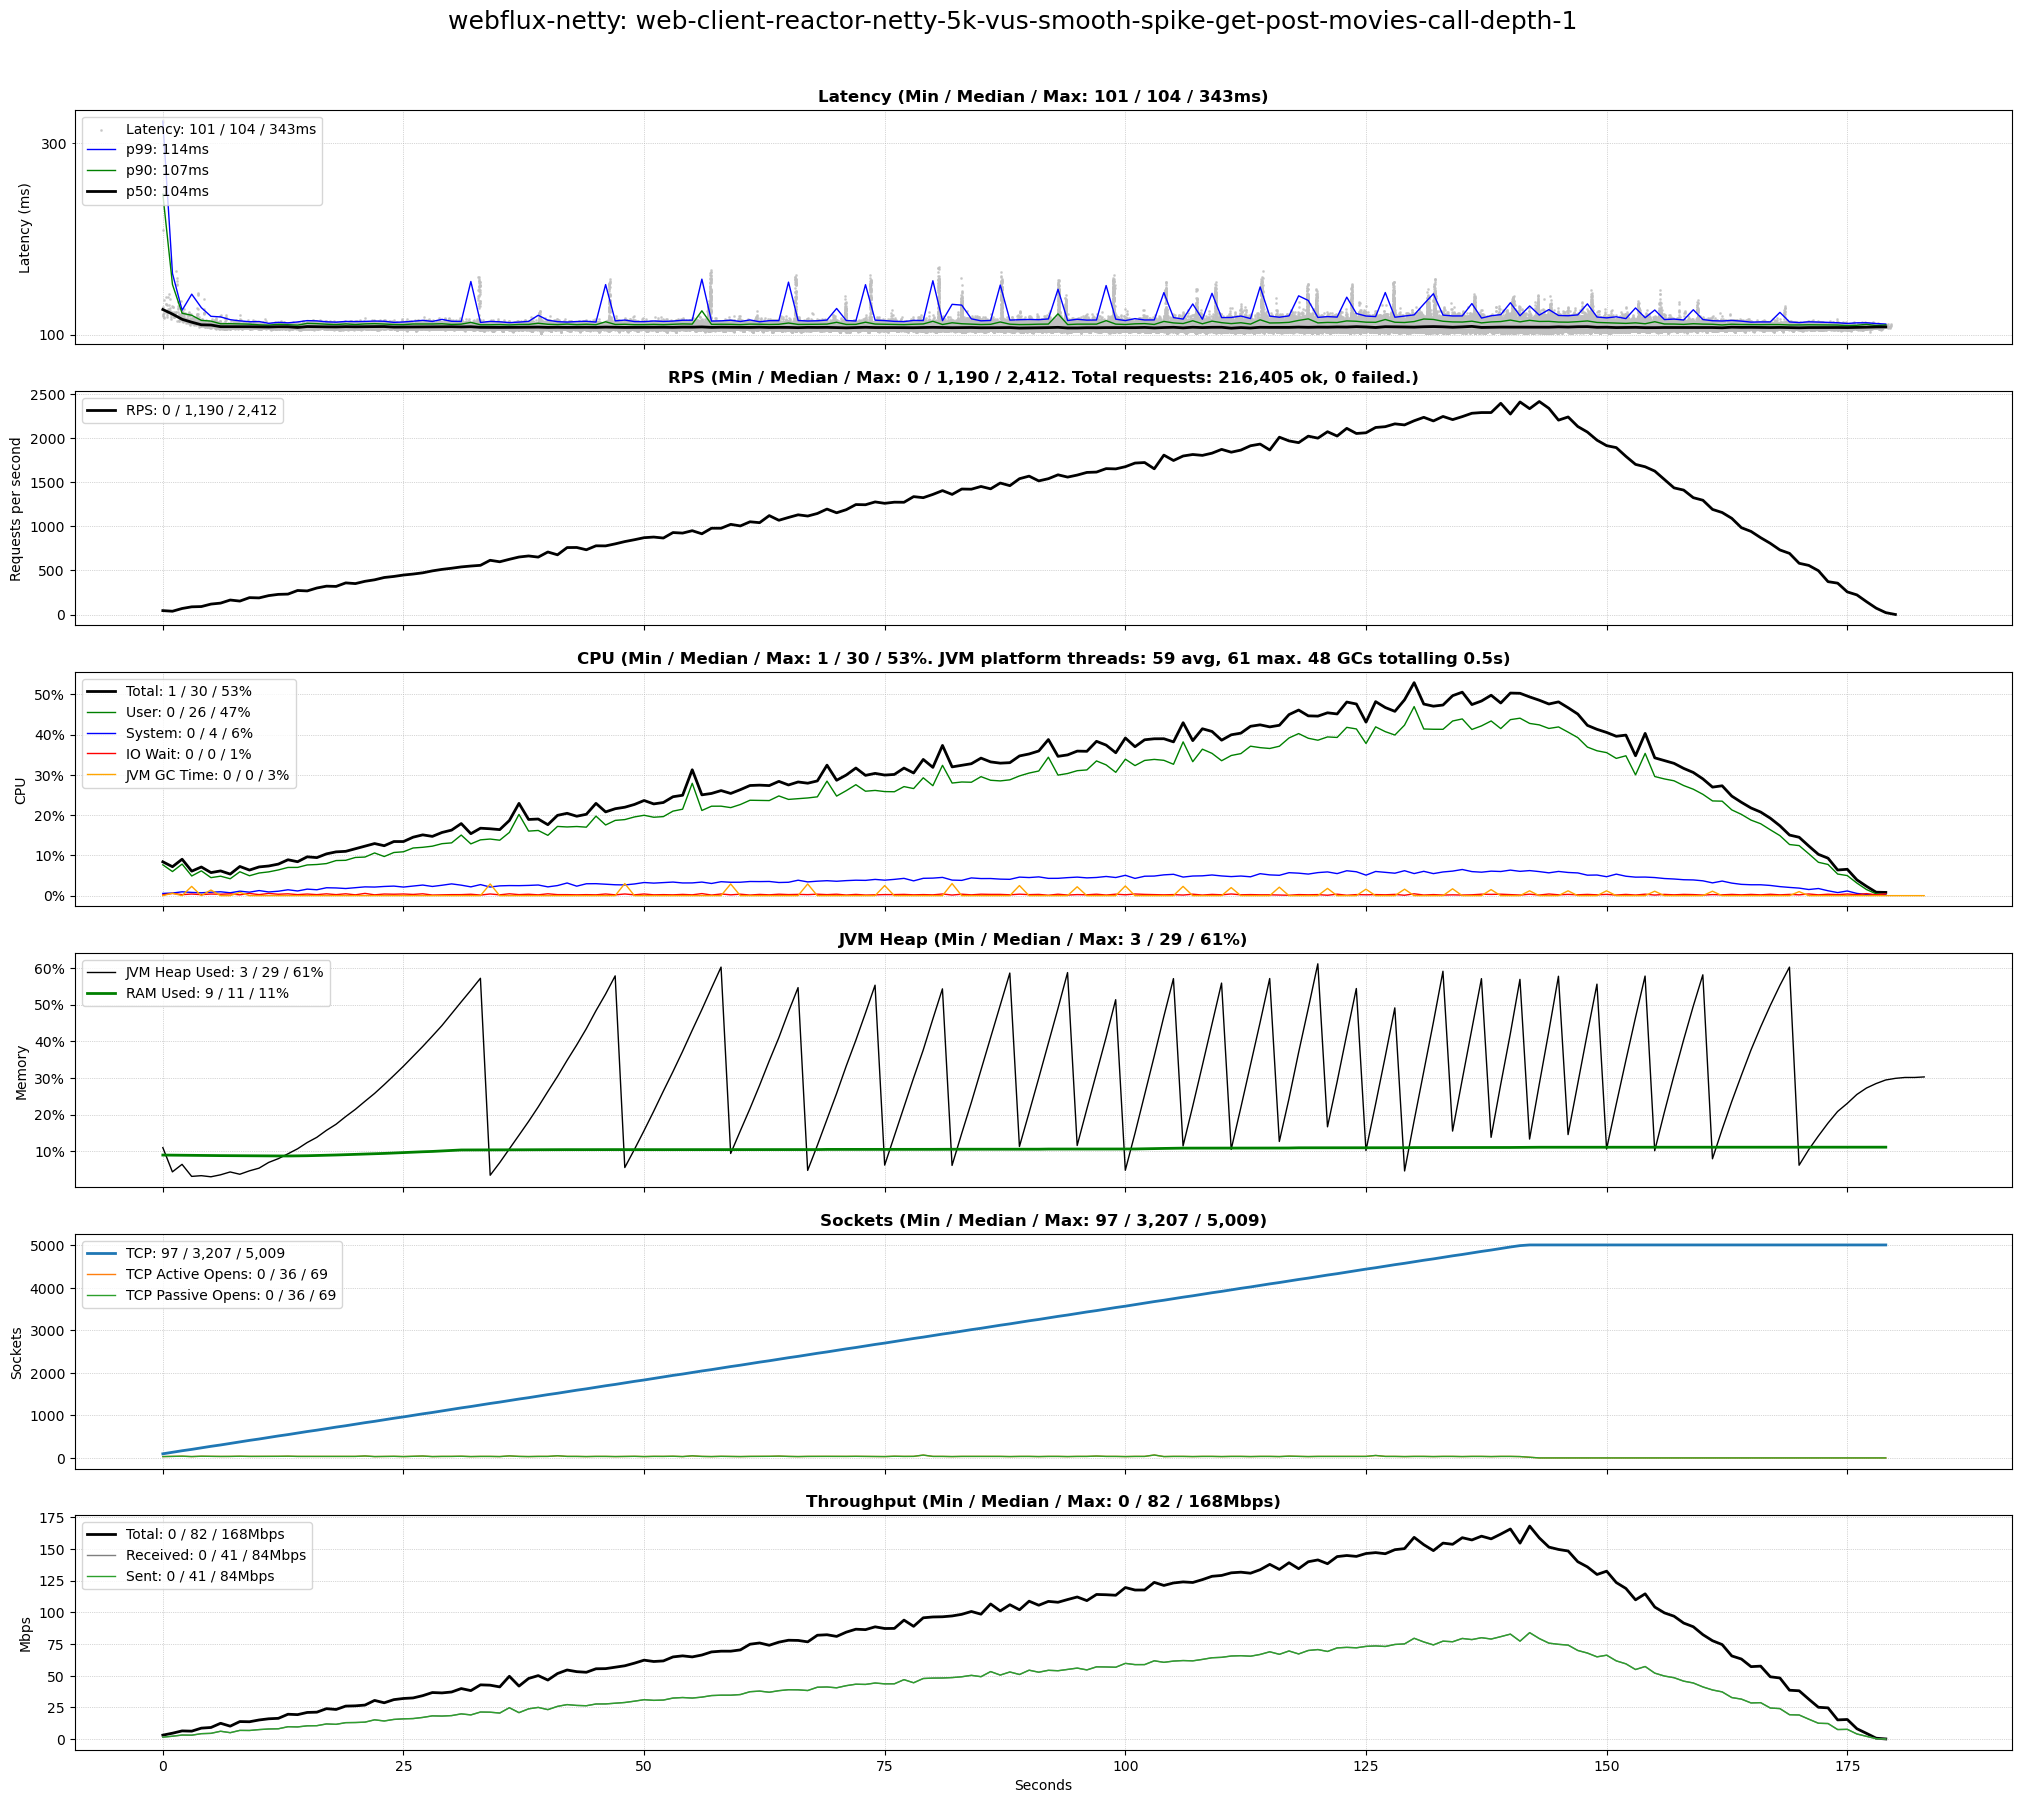 webflux-netty: web-client-reactor-netty-5k-vus-smooth-spike-get-post-movies-call-depth-1
Latency (Min / Median / Max: 101 / 104 / 343ms)
Latency: 101 / 104 / 343ms
p99: 114ms
p90: 107ms
p50: 104ms
300
100
Latency (ms)
RPS (Min / Median / Max: 0 / 1,190 / 2,412. Total requests: 216,405 ok, 0 failed.)
RPS: 0 / 1,190 / 2,412
2500
2000
1500
1000
500
0
Requests per second
CPU (Min / Median / Max: 1 / 30 / 53%. JVM platform threads: 59 avg, 61 max. 48 GCs totalling 0.5s)
Total: 1 / 30 / 53%
User: 0 / 26 / 47%
System: 0 / 4 / 6%
IO Wait: 0 / 0 / 1%
JVM GC Time: 0 / 0 / 3%
50%
40%
30%
20%
10%
0%
CPU
JVM Heap (Min / Median / Max: 3 / 29 / 61%)
JVM Heap Used: 3 / 29 / 61%
RAM Used: 9 / 11 / 11%
60%
50%
40%
30%
20%
10%
Memory
Sockets (Min / Median / Max: 97 / 3,207 / 5,009)
TCP: 97 / 3,207 / 5,009
TCP Active Opens: 0 / 36 / 69
TCP Passive Opens: 0 / 36 / 69
5000
4000
3000
2000
1000
0
Sockets
Throughput (Min / Median / Max: 0 / 82 / 168Mbps)
Total: 0 / 82 / 168Mbps
Received: 0 / 41 / 84Mbps
Sent: 0 / 41 / 84Mbps
175
150
125
100
75
50
25
0
Mbps
0 25 50 75 100 125 150 175
Seconds